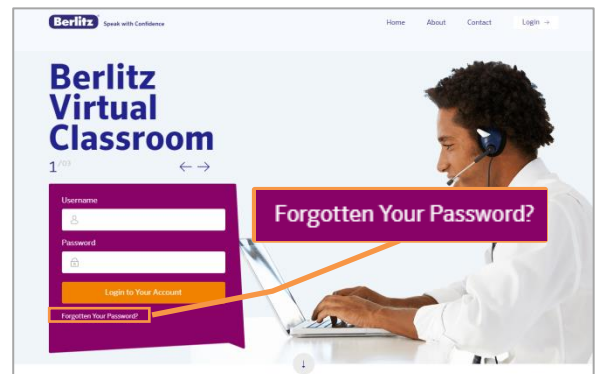 Berlitz Speak with Confidence
Home About Contact Login →
Berlitz
Virtual
Classroom
1/03 ← →
Username
Password
Login to Your Account
Forgotten Your Password?
Forgotten Your Password?
↓